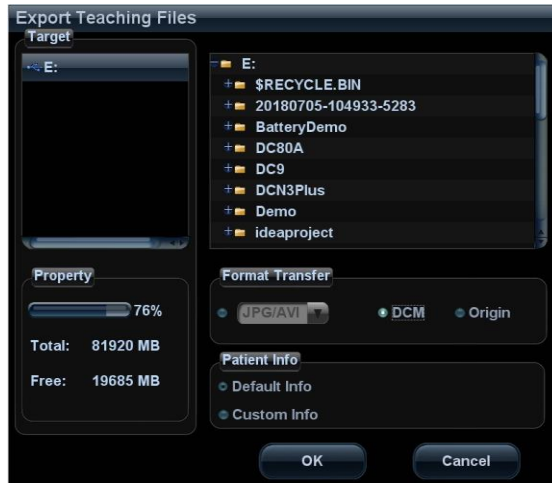 Export Teaching Files
Target
E:
E:
$RECYCLE.BIN
20180705-104933-5283
BatteryDemo
DC80A
DC9
DCN3Plus
Demo
ideaproject
Property
76%
Total: 81920 MB
Free: 19685 MB
Format Transfer
JPG/AVI DCM Origin
Patient Info
Default Info
Custom Info
OK Cancel